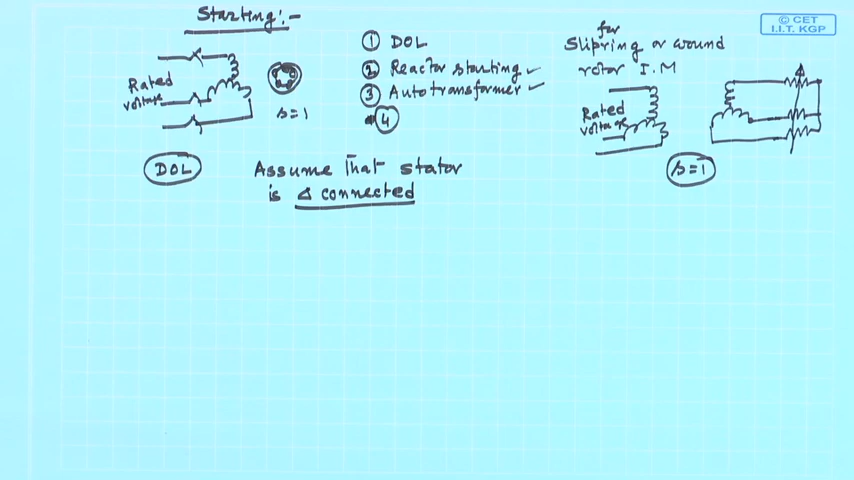 Starting:-
Rated
voltage
s=1
① DOL
② Reactor starting ✓
③ Autotransformer ✓
④
for
Slipring or wound
rotor I.M
Rated
voltage
s=1
© CET
I.I.T. KGP
DOL
Assume that stator
is Δ connected